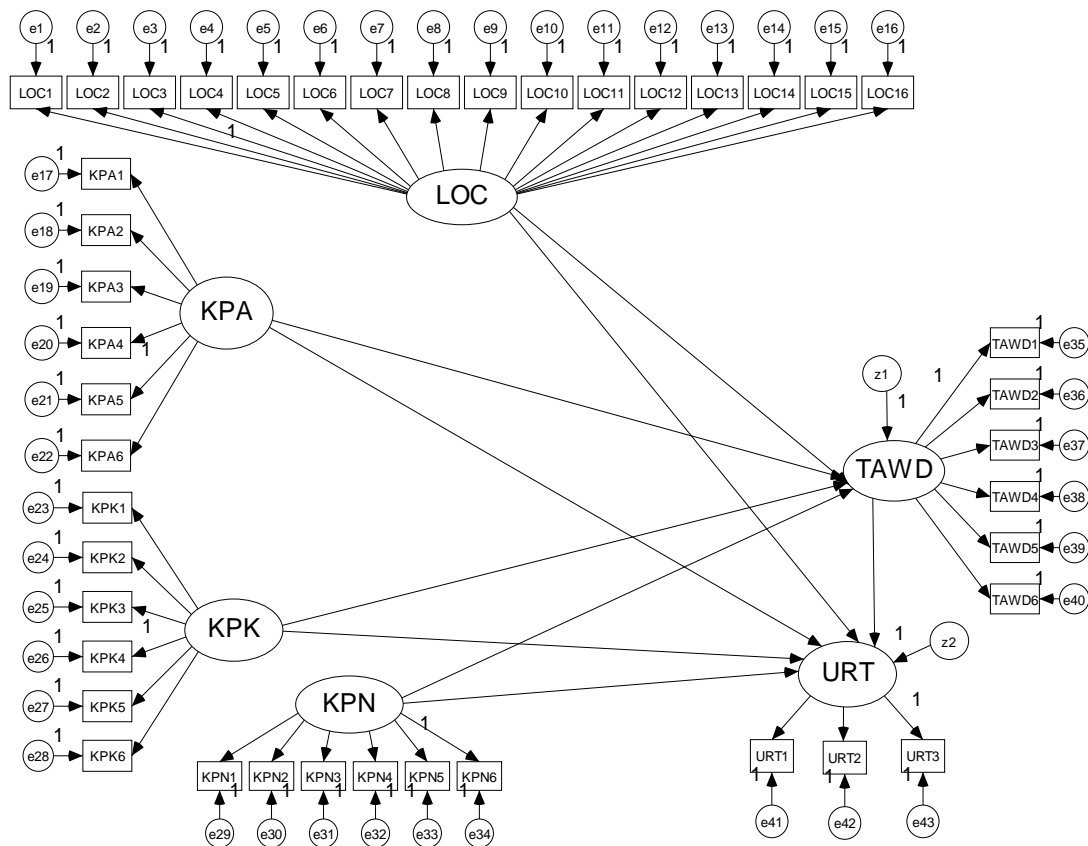 e1 e2 e3 e4 e5 e6 e7 e8 e9 e10 e11 e12 e13 e14 e15 e16
1 1 1 1 1 1 1 1 1 1 1 1 1 1 1 1
LOC1 LOC2 LOC3 LOC4 LOC5 LOC6 LOC7 LOC8 LOC9 LOC10 LOC11 LOC12 LOC13 LOC14 LOC15 LOC16
1
LOC
e17 1 KPA1
e18 1 KPA2
e19 1 KPA3
e20 1 KPA4
1
e21 1 KPA5
e22 1 KPA6
KPA
e23 1 KPK1
e24 1 KPK2
e25 1 KPK3
1
e26 1 KPK4
e27 1 KPK5
e28 1 KPK6
KPK
KPN
1
KPN1 KPN2 KPN3 KPN4 KPN5 KPN6
1 1 1 1 1 1
e29 e30 e31 e32 e33 e34
z1
1
TAWD
1
TAWD1 1 e35
TAWD2 1 e36
TAWD3 1 e37
TAWD4 1 e38
TAWD5 1 e39
TAWD6 1 e40
z2
1
URT
1
URT1 URT2 URT3
1 1 1
e41 e42 e43